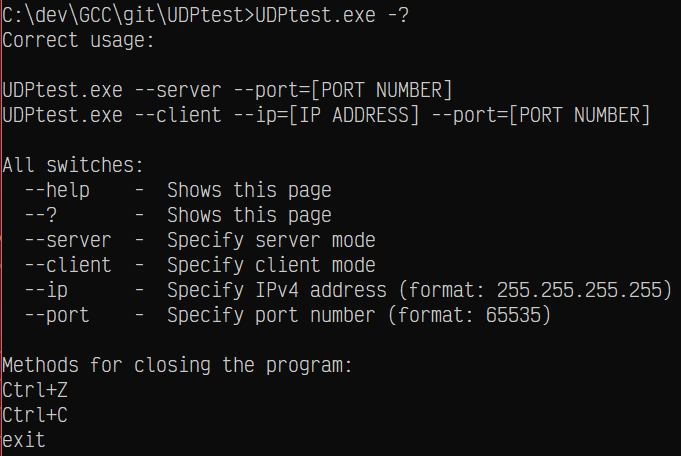 C:\dev\GCC\git\UDPtest>UDPtest.exe -?
Correct usage:
UDPtest.exe --server --port=[PORT NUMBER]
UDPtest.exe --client --ip=[IP ADDRESS] --port=[PORT NUMBER]
All switches:
--help - Shows this page
--? - Shows this page
--server - Specify server mode
--client - Specify client mode
--ip - Specify IPv4 address (format: 255.255.255.255)
--port - Specify port number (format: 65535)
Methods for closing the program:
Ctrl+Z
Ctrl+C
exit